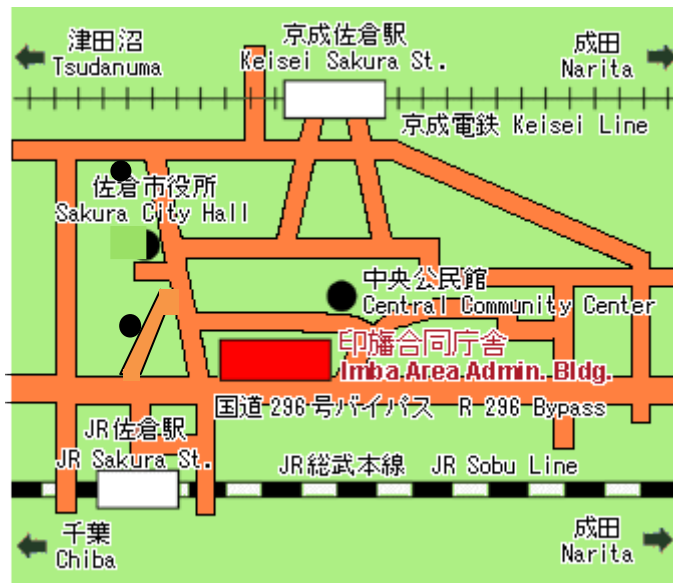 津田沼
Tsudanuma
京成佐倉駅
Keisei Sakura St.
成田
Narita
京成電鉄 Keisei Line
佐倉市役所
Sakura City Hall
中央公民館
Central Community Center
印旛合同庁舎
Imba Area Admin. Bldg.
国道296号バイパス R 296 Bypass
JR佐倉駅
JR Sakura St.
JR総武本線 JR Sobu Line
千葉
Chiba
成田
Narita